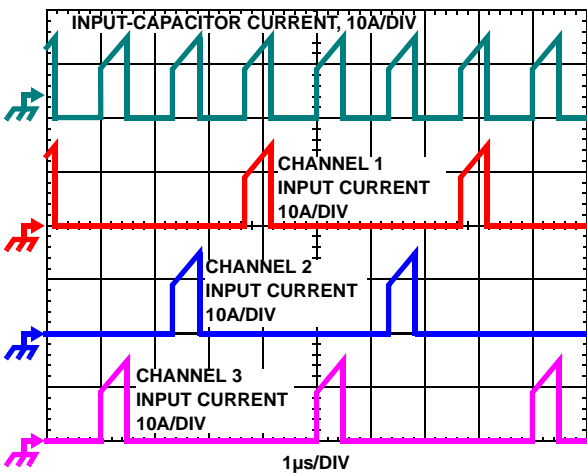 INPUT-CAPACITOR CURRENT, 10A/DIV
CHANNEL 1
INPUT CURRENT
10A/DIV
CHANNEL 2
INPUT CURRENT
10A/DIV
CHANNEL 3
INPUT CURRENT
10A/DIV
1µs/DIV